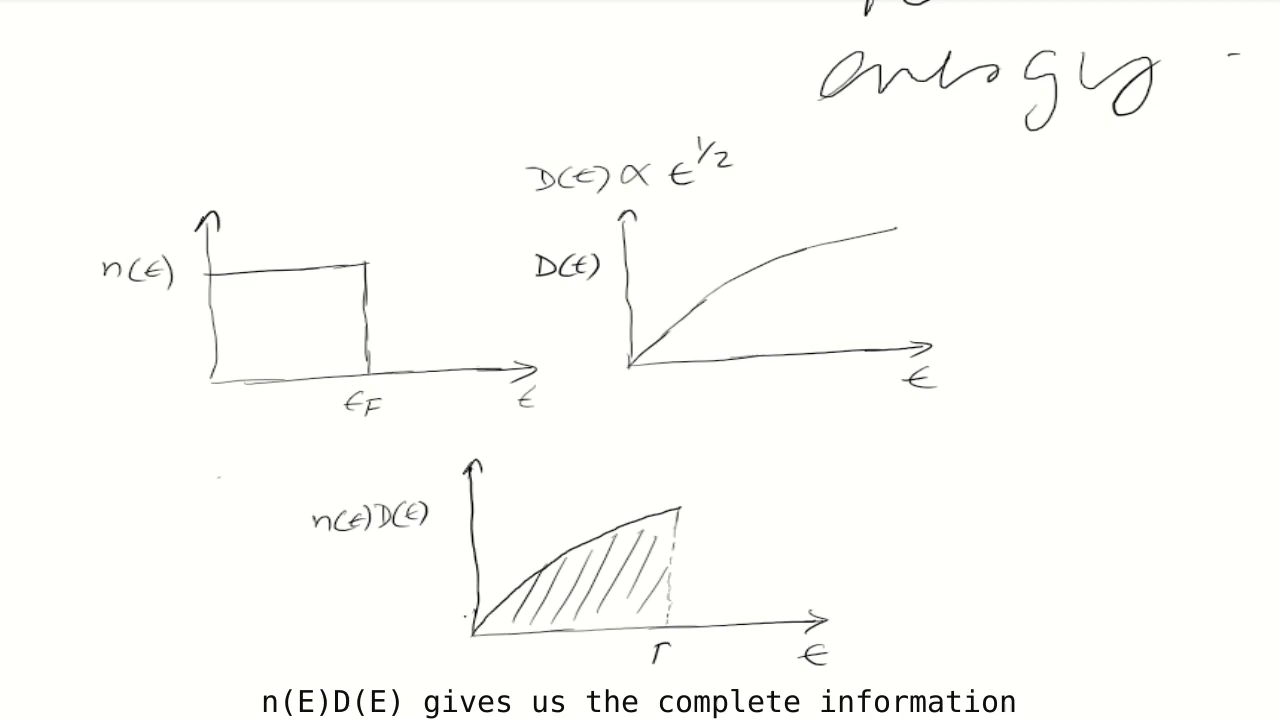 D(ϵ) ∝ ϵ^1/2
n(ϵ)
D(ϵ)
ϵ_F
ϵ
ϵ
n(ϵ)D(ϵ)
ϵ
n(E)D(E) gives us the complete information